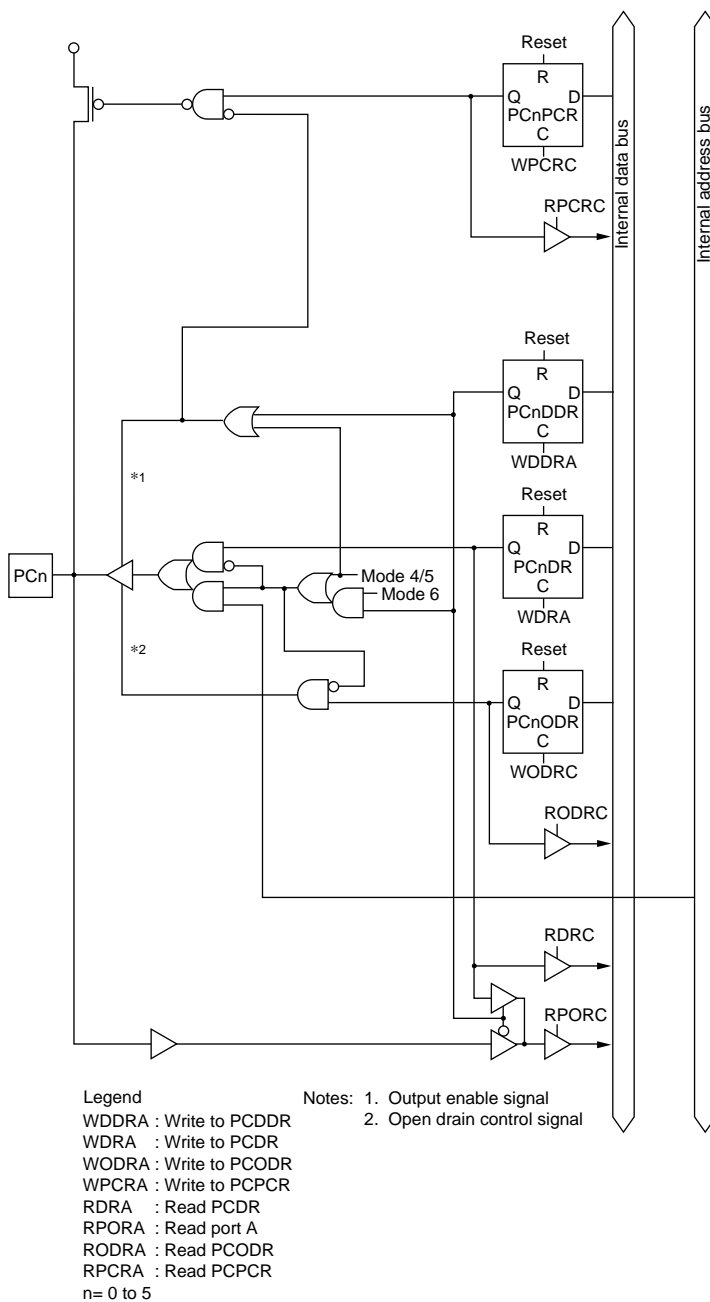 Reset
R
Q D
PCnPCR
C
WPCRC
RPCRC
Internal data bus
Internal address bus
Reset
R
Q D
PCnDDR
C
WDDRA
*1
Reset
R
Q D
PCnDR
C
WDRA
PCn
Mode 4/5
Mode 6
*2
Reset
R
Q D
PCnODR
C
WODRC
RODRC
RDRC
RPORC
Legend
WDDRA : Write to PCDDR
WDRA : Write to PCDR
WODRA : Write to PCODR
WPCRA : Write to PCPCR
RDRA : Read PCDR
RPORA : Read port A
RODRA : Read PCODR
RPCRA : Read PCPCR
n= 0 to 5
Notes: 1. Output enable signal
2. Open drain control signal